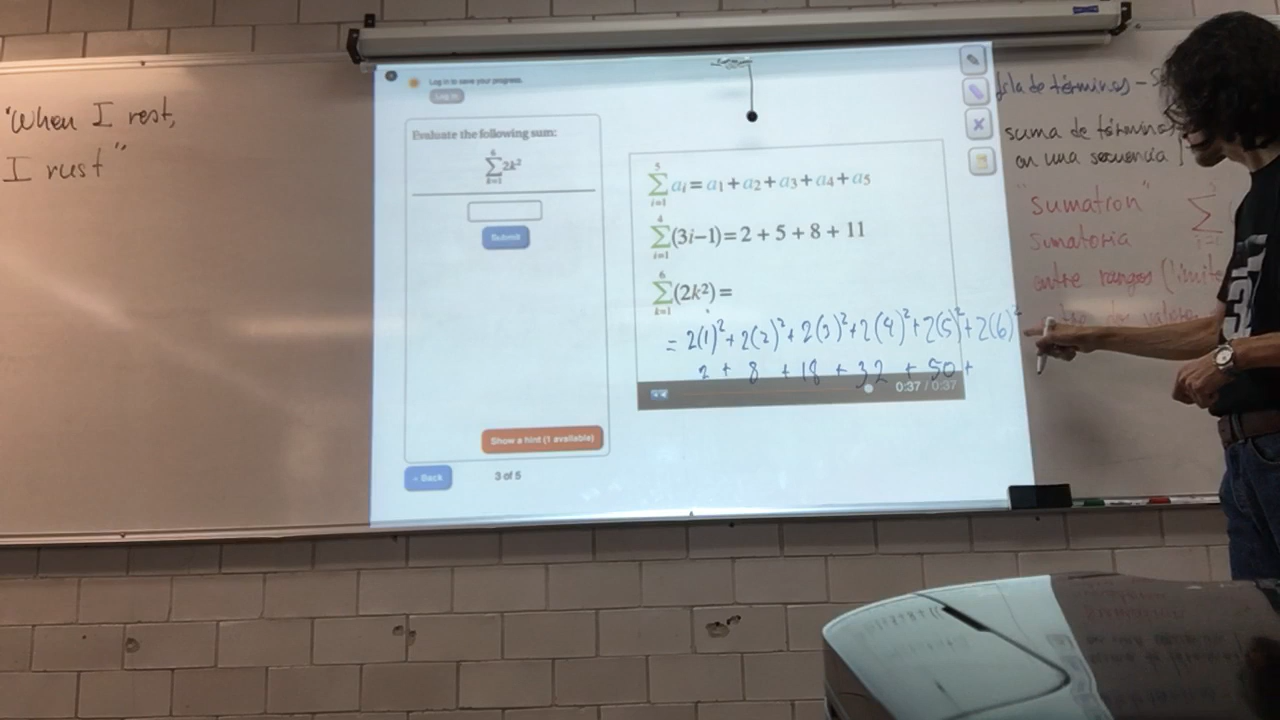 "When I rest,
I rust"
Log in to save your progress.
Log in
Evaluate the following sum:
6
∑ 2k²
k=1
Submit
Show a hint (1 available)
Back
3 of 5
5
∑ aᵢ = a₁ + a₂ + a₃ + a₄ + a₅
i=1
4
∑(3i–1) = 2 + 5 + 8 + 11
i=1
6
∑(2k²) =
k=1
= 2(1)² + 2(2)² + 2(3)² + 2(4)² + 2(5)² + 2(6)²
2 + 8 + 18 + 32 + 50 +
0:37 / 0:37
de términos –
suma de términos
en una secuencia
"sumatron"
∑
sumatoria
entre rangos (límite